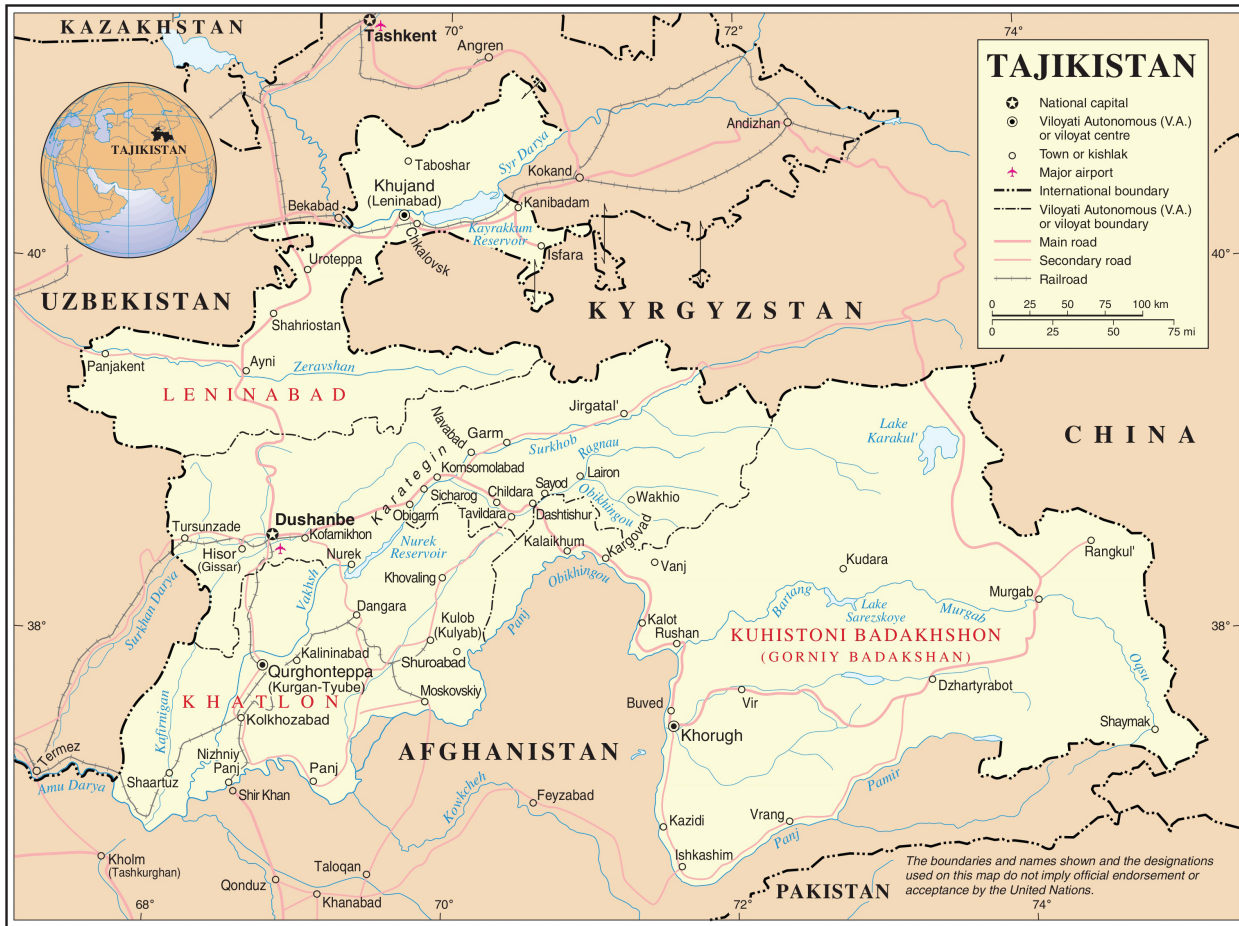 KAZAKHSTAN
Tashkent
70°
72°
74°
Angren
TAJIKISTAN
National capital
Viloyati Autonomous (V.A.)
or viloyat centre
Town or kishlak
Major airport
International boundary
Viloyati Autonomous (V.A.)
or viloyat boundary
Main road
Secondary road
Railroad
0 25 50 75 100 km
0 25 50 75 mi
TAJIKISTAN
Andizhan
Taboshar
Syr Darya
Kokand
Khujand
(Leninabad)
Bekabad
Kanibadam
Kayrakkum
Reservoir
Chkalovsk
Isfara
40°
40°
Uroteppa
UZBEKISTAN
KYRGYZSTAN
Shahriostan
Panjakent
Ayni
Zeravshan
LENINABAD
Jirgatal'
Lake
Karakul'
CHINA
Navabad
Garm
Surkhob
Ragnau
Karategin
Komsomolabad
Lairon
Sicharog
Childara
Sayod
Obikhingou
Wakhio
Obigarm
Tavildara
Dashtishur
Dushanbe
Tursunzade
Kofarnikhon
Hisor
(Gissar)
Nurek
Nurek
Reservoir
Kalaikhum
Kargovad
Rangkul'
Khovaling
Obikhingou
Vanj
Kudara
Surkhan Darya
Vakhsh
Dangara
Panj
Bartang
Lake
Sarezskoye
Murgab
Murgab
38°
38°
Kulob
(Kulyab)
Kalot
Rushan
KUHISTONI BADAKHSHON
(GORNIY BADAKSHAN)
Kalininabad
Shuroabad
Qurghonteppa
(Kurgan-Tyube)
Oqsu
Dzhartyrabot
KHATLON
Moskovskiy
Vir
Buved
Kafirnigan
Kolkhozabad
Khorugh
Shaymak
AFGHANISTAN
Termez
Nizhniy
Panj
Amu Darya
Shaartuz
Panj
Shir Khan
Pamir
Kowkcheh
Feyzabad
Kazidi
Vrang
Panj
Kholm
(Tashkurghan)
Taloqan
Ishkashim
Qonduz
Khanabad
PAKISTAN
The boundaries and names shown and the designations
used on this map do not imply official endorsement or
acceptance by the United Nations.
68°
70°
72°
74°